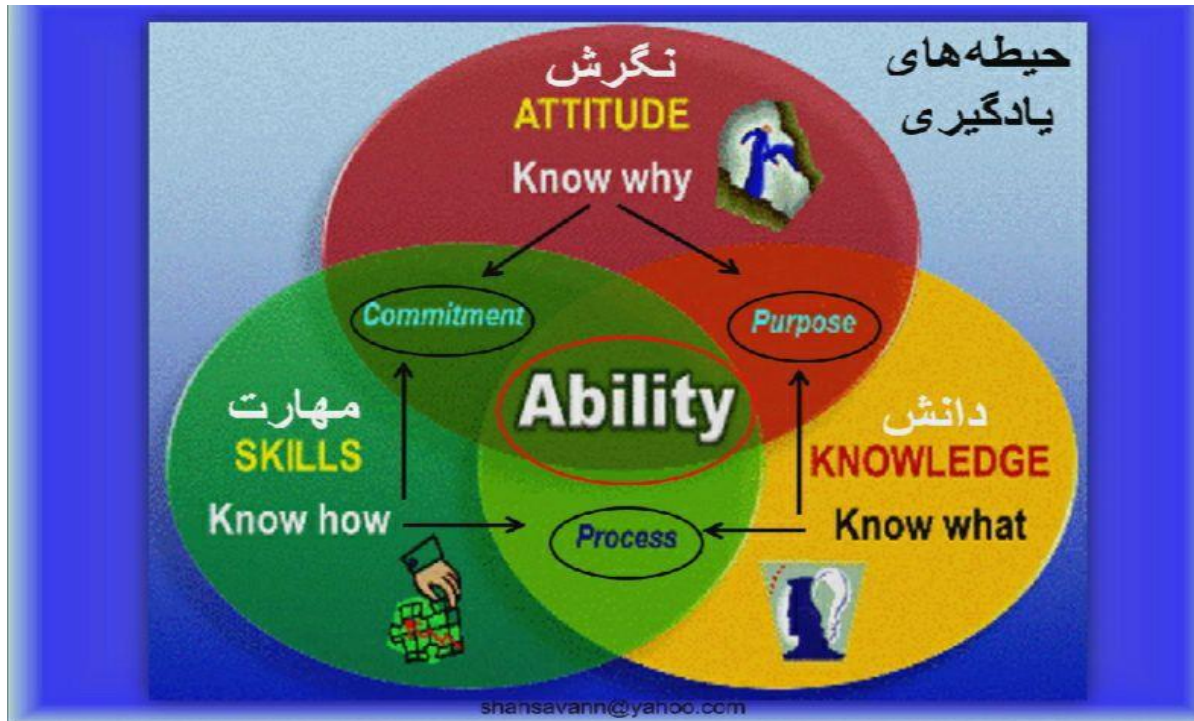 حیطه‌های
یادگیری
نگرش
ATTITUDE
Know why
Commitment
Purpose
Ability
مهارت
SKILLS
Know how
دانش
KNOWLEDGE
Know what
Process
shansavann@yahoo.com